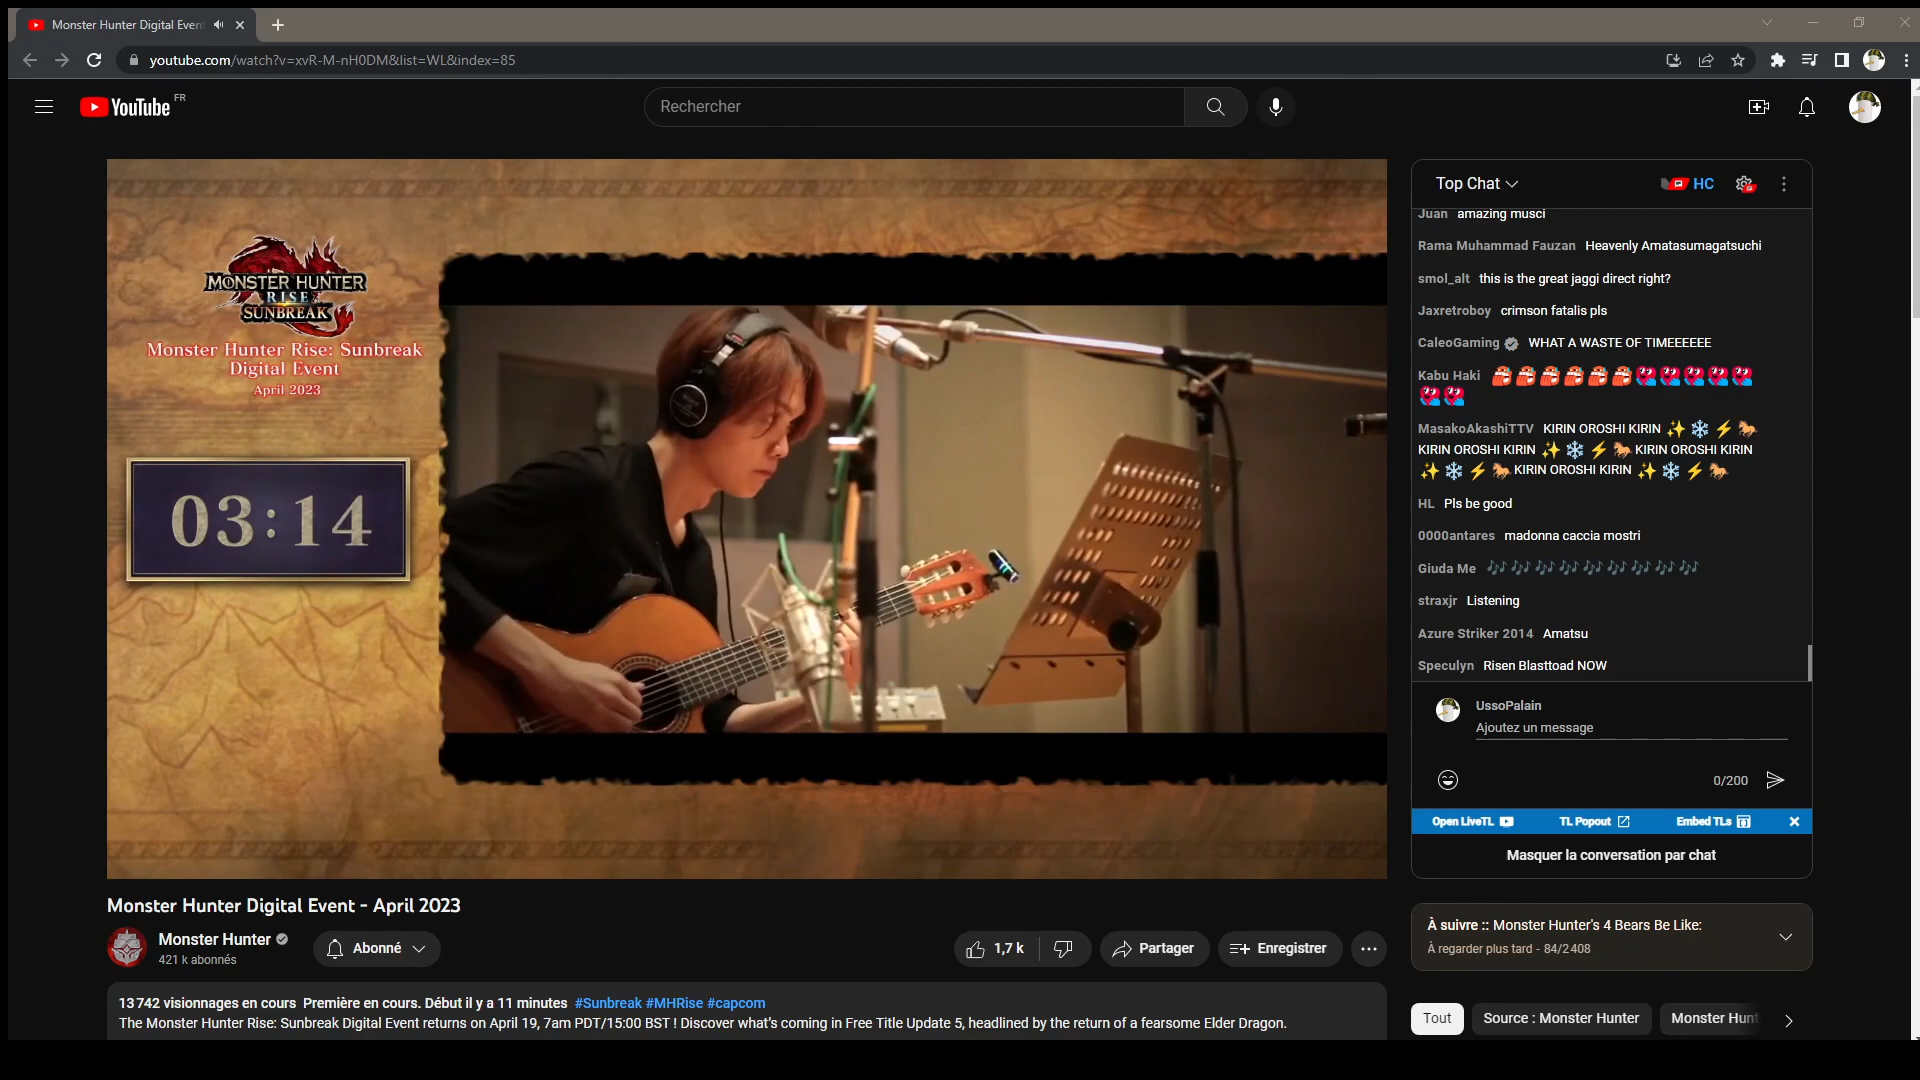 Monster Hunter Digital Even
youtube.com/watch?v=xvR-M-nH0DM&list=WL&index=85
YouTube FR
Rechercher
MONSTER HUNTER
RISE
SUNBREAK
Monster Hunter Rise: Sunbreak
Digital Event
April 2023
03:14
Top Chat
HC
Juan amazing musci
Rama Muhammad Fauzan Heavenly Amatasumagatsuchi
smol_alt this is the great jaggi direct right?
Jaxretroboy crimson fatalis pls
CaleoGaming WHAT A WASTE OF TIMEEEEEE
Kabu Haki
MasakoAkashiTTV KIRIN OROSHI KIRIN ✨ ❄️ ⚡ 🐎
KIRIN OROSHI KIRIN ✨ ❄️ ⚡ 🐎 KIRIN OROSHI KIRIN
✨ ❄️ ⚡ 🐎 KIRIN OROSHI KIRIN ✨ ❄️ ⚡ 🐎
HL Pls be good
0000antares madonna caccia mostri
Giuda Me 🎶🎶🎶🎶🎶🎶🎶🎶🎶
straxjr Listening
Azure Striker 2014 Amatsu
Speculyn Risen Blasttoad NOW
UssoPalain
Ajoutez un message
0/200
Open LiveTL TL Popout Embed TLs
Masquer la conversation par chat
Monster Hunter Digital Event - April 2023
Monster Hunter
421 k abonnés
Abonné
1,7 k
Partager
Enregistrer
13 742 visionnages en cours Première en cours. Début il y a 11 minutes #Sunbreak #MHRise #capcom
The Monster Hunter Rise: Sunbreak Digital Event returns on April 19, 7am PDT/15:00 BST ! Discover what's coming in Free Title Update 5, headlined by the return of a fearsome Elder Dragon.
À suivre :: Monster Hunter's 4 Bears Be Like:
À regarder plus tard - 84/2 408
Tout
Source : Monster Hunter
Monster Hunt